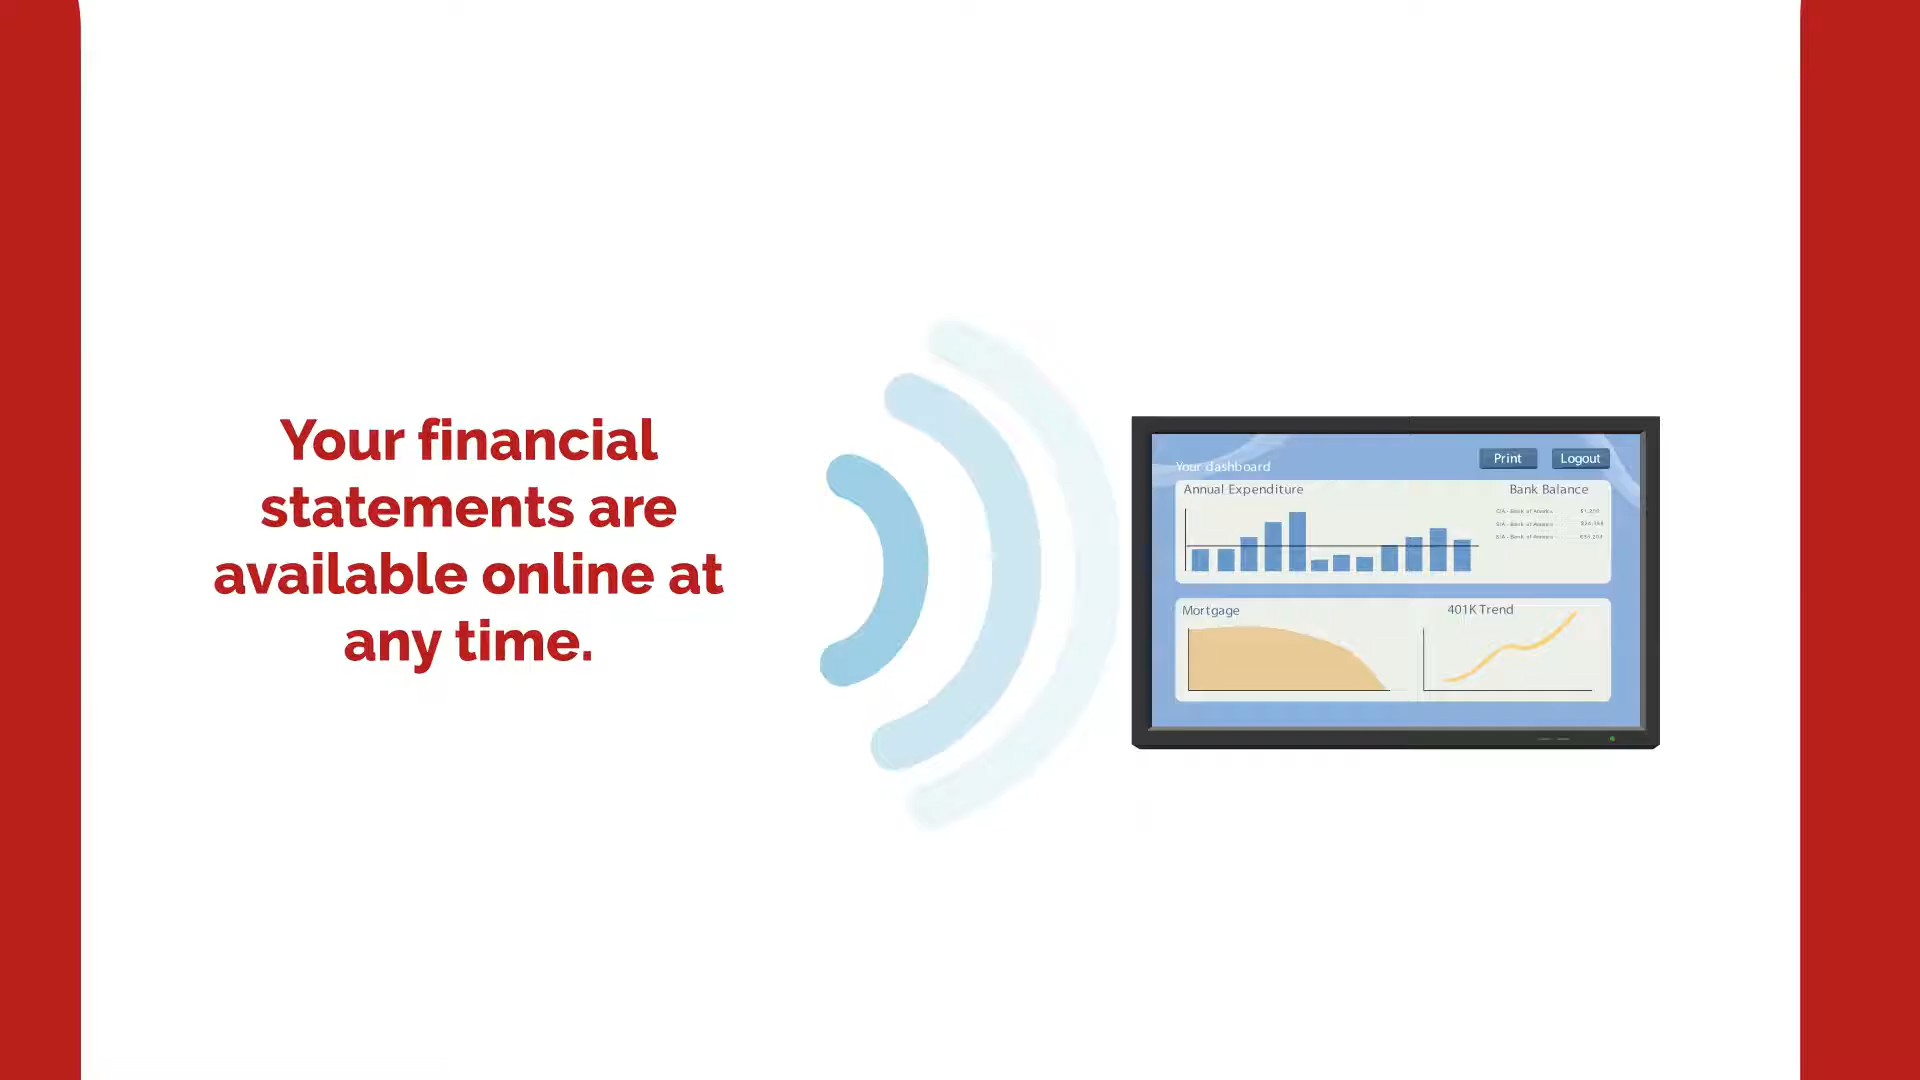 Your financial
statements are
available online at
any time.
Print
Logout
Your dashboard
Annual Expenditure
Bank Balance
Mortgage
401K Trend